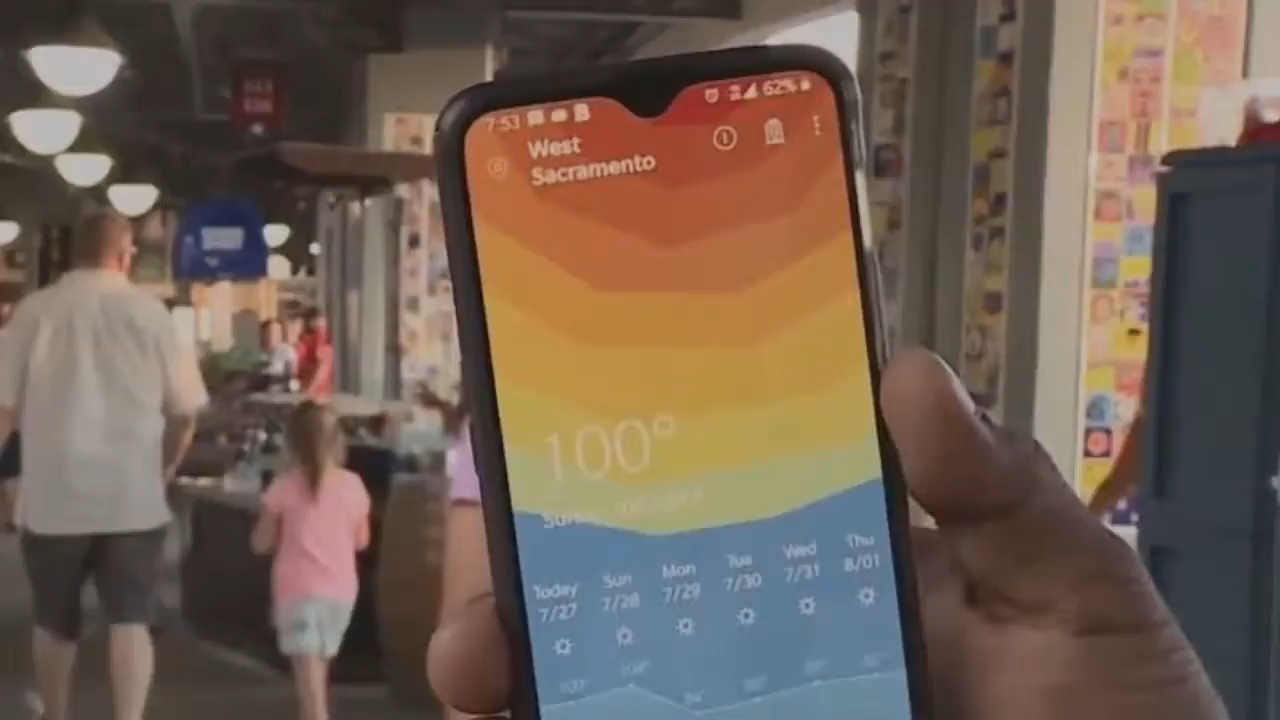 7:53
62%
West
Sacramento
100°
Today
7/27
Sun
7/28
Mon
7/29
Tue
7/30
Wed
7/31
Thu
8/01